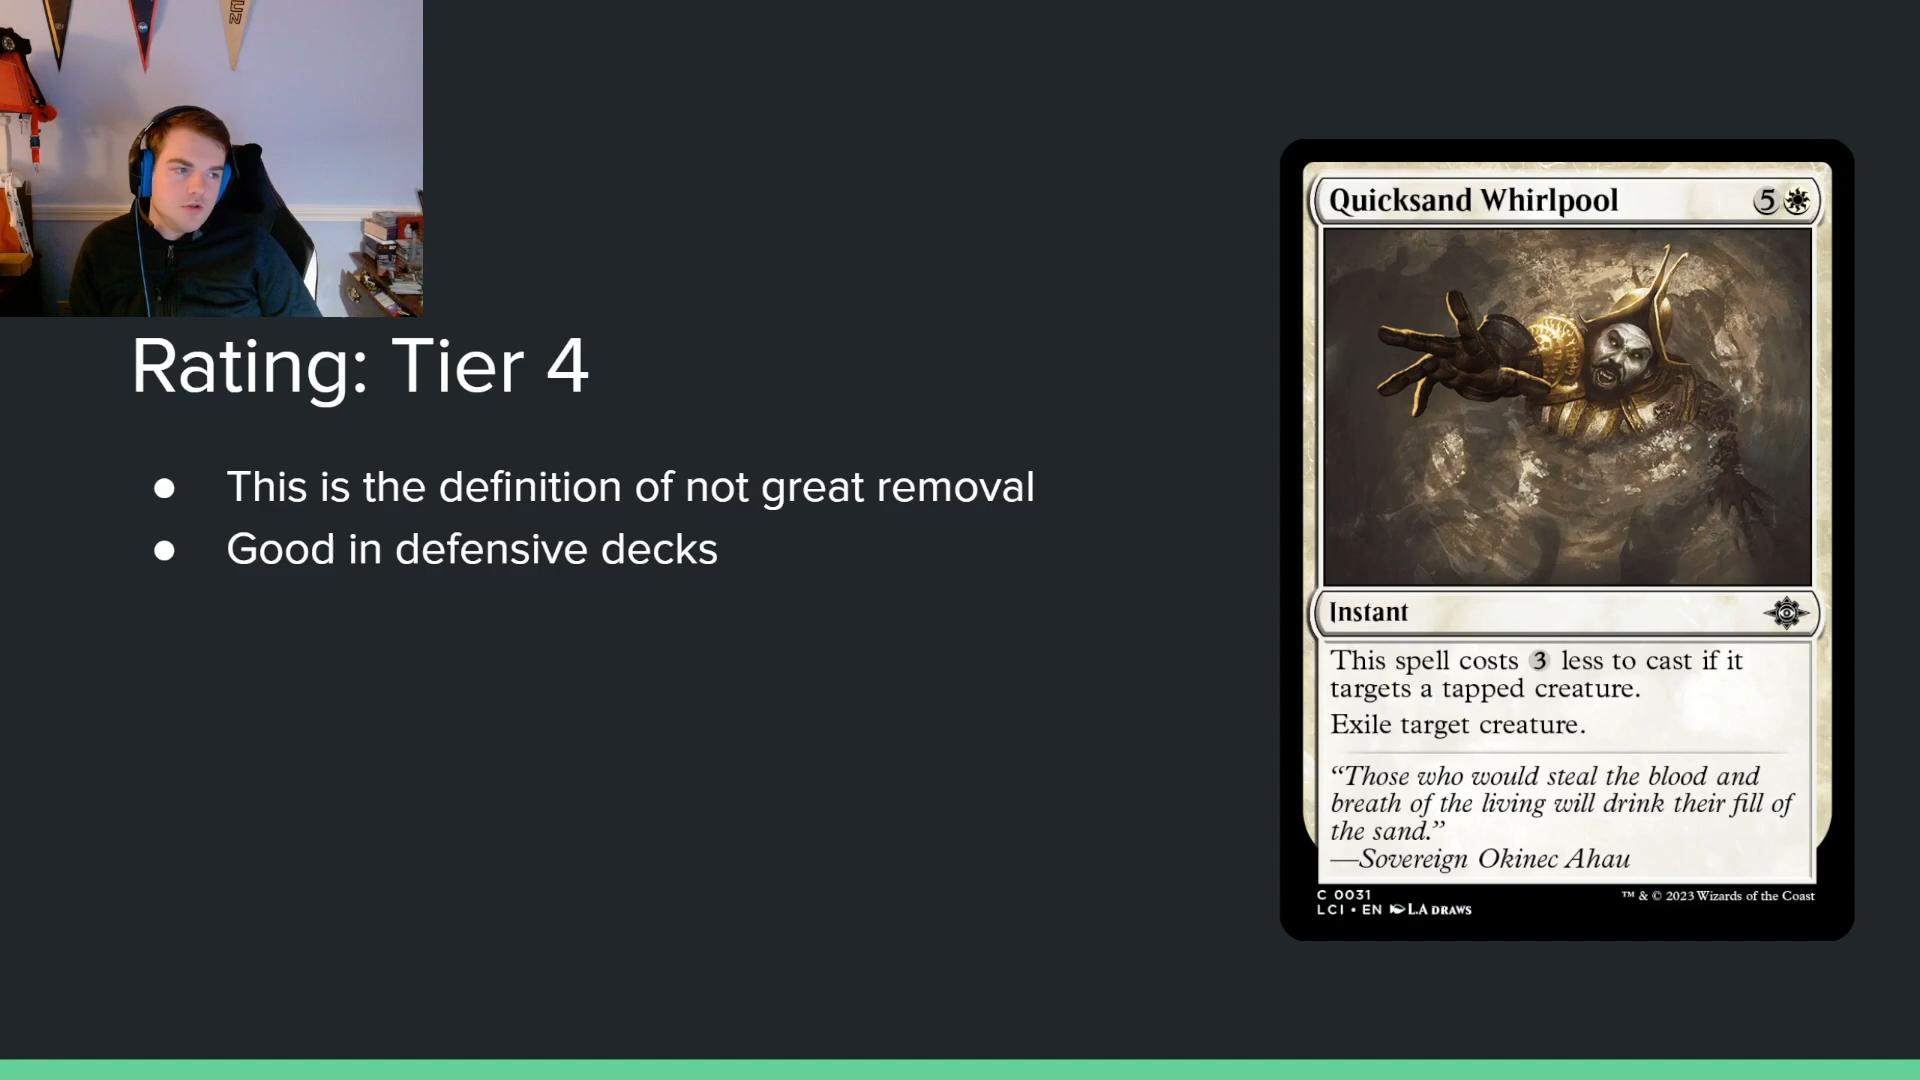 Rating: Tier 4
● This is the definition of not great removal
● Good in defensive decks
Quicksand Whirlpool 5
Instant
This spell costs 3 less to cast if it
targets a tapped creature.
Exile target creature.
“Those who would steal the blood and
breath of the living will drink their fill of
the sand.”
—Sovereign Okinec Ahau
C 0031
LCI • EN L.A DRAWS
™ & © 2023 Wizards of the Coast